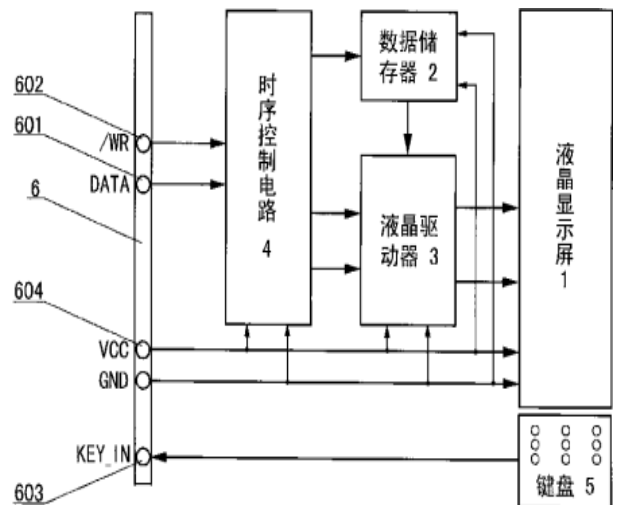 602
/WR
601
DATA
6
604
VCC
GND
KEY_IN
603
时序控制电路 4
数据储
存器 2
液晶驱
动器 3
液晶显示屏 1
键盘 5